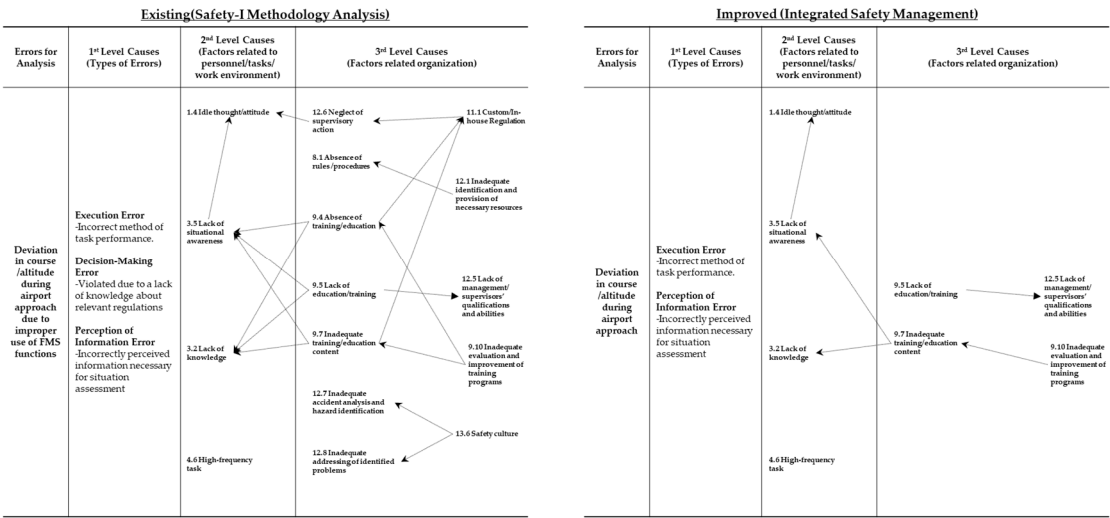 Existing(Safety-I Methodology Analysis)
Errors for
Analysis
1st Level Causes
(Types of Errors)
2nd Level Causes
(Factors related to
personnel/tasks/
work environment)
3rd Level Causes
(Factors related organization)
Deviation
in course
/altitude
during
airport
approach
due to
improper
use of FMS
functions
Execution Error
-Incorrect method of
task performance.
Decision-Making
Error
-Violated due to a lack
of knowledge about
relevant regulations
Perception of
Information Error
-Incorrectly perceived
information necessary
for situation
assessment
1.4 Idle thought/attitude
3.5 Lack of
situational
awareness
3.2 Lack of
knowledge
4.6 High-frequency
task
12.6 Neglect of
supervisory
action
8.1 Absence of
rules/procedures
9.4 Absence of
training/education
9.5 Lack of
education/training
9.7 Inadequate
training/education
content
12.7 Inadequate
accident analysis and
hazard identification
12.8 Inadequate
addressing of identified
problems
11.1 Custom/In-
house Regulation
12.1 Inadequate
identification and
provision of
necessary resources
12.5 Lack of
management/
supervisors'
qualifications
and abilities
9.10 Inadequate
evaluation and
improvement of
training
programs
13.6 Safety culture
Improved (Integrated Safety Management)
Errors for
Analysis
1st Level Causes
(Types of Errors)
2nd Level Causes
(Factors related to
personnel/tasks/
work environment)
3rd Level Causes
(Factors related organization)
Deviation
in course
/altitude
during
airport
approach
Execution Error
-Incorrect method of
task performance.
Perception of
Information Error
-Incorrectly perceived
information necessary
for situation
assessment
1.4 Idle thought/attitude
3.5 Lack of
situational
awareness
3.2 Lack of
knowledge
4.6 High-frequency
task
9.5 Lack of
education/training
9.7 Inadequate
training/education
content
12.5 Lack of
management/
supervisors'
qualifications
and abilities
9.10 Inadequate
evaluation and
improvement of
training
programs